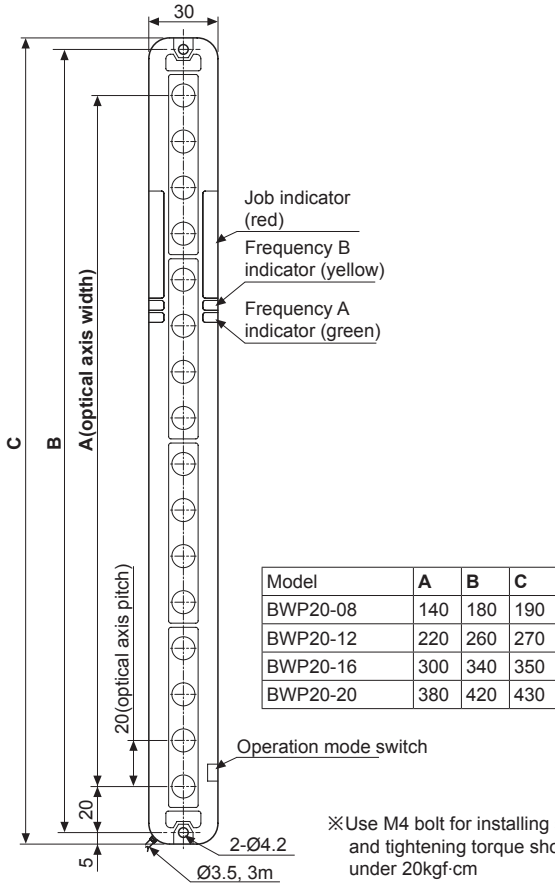 30
Job indicator
(red)
Frequency B
indicator (yellow)
Frequency A
indicator (green)
C
B
A(optical axis width)
20(optical axis pitch)
Model A B C
BWP20-08 140 180 190
BWP20-12 220 260 270
BWP20-16 300 340 350
BWP20-20 380 420 430
Operation mode switch
20
5
2-Ø4.2
Ø3.5, 3m
※Use M4 bolt for installing
and tightening torque
under 20kgf·cm